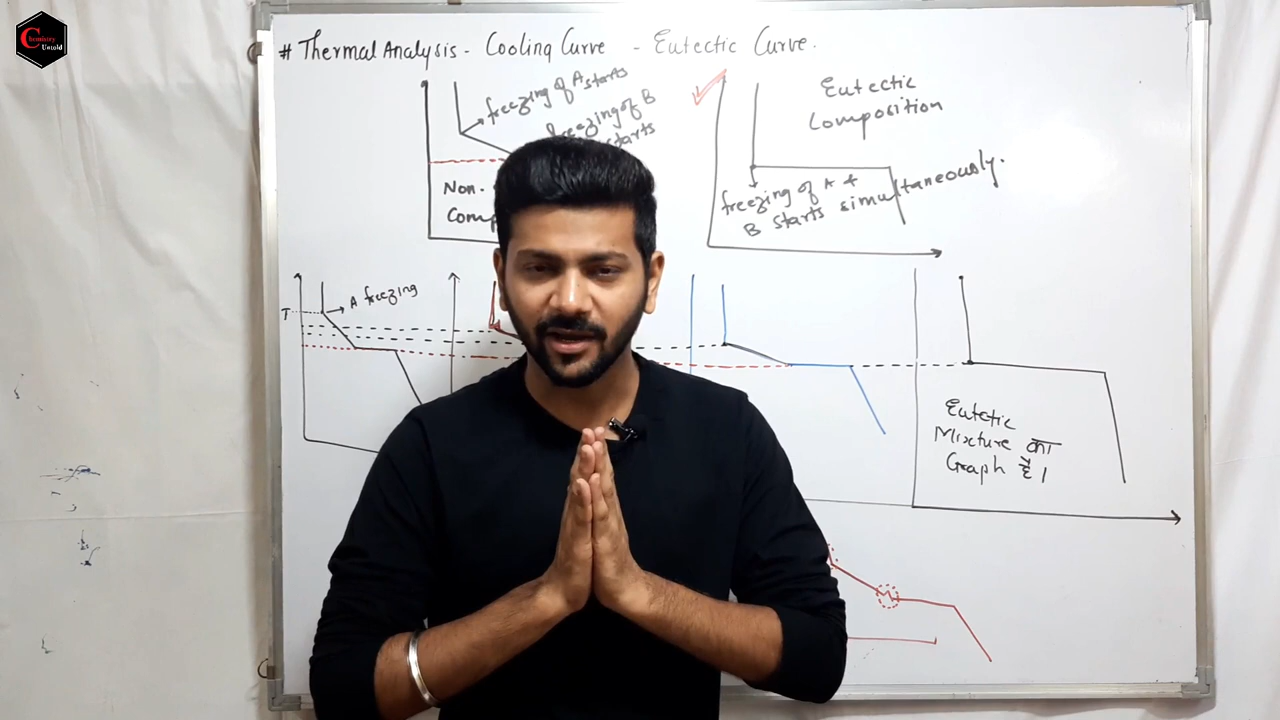 Chemistry
Untold
# Thermal Analysis - Cooling Curve - Eutectic Curve.
freezing of A starts
freezing of B
starts
Non-
Comp
Eutectic
Composition
freezing of A &
B starts simultaneously.
T
A freezing
Eutetic
Mixture का
Graph है।